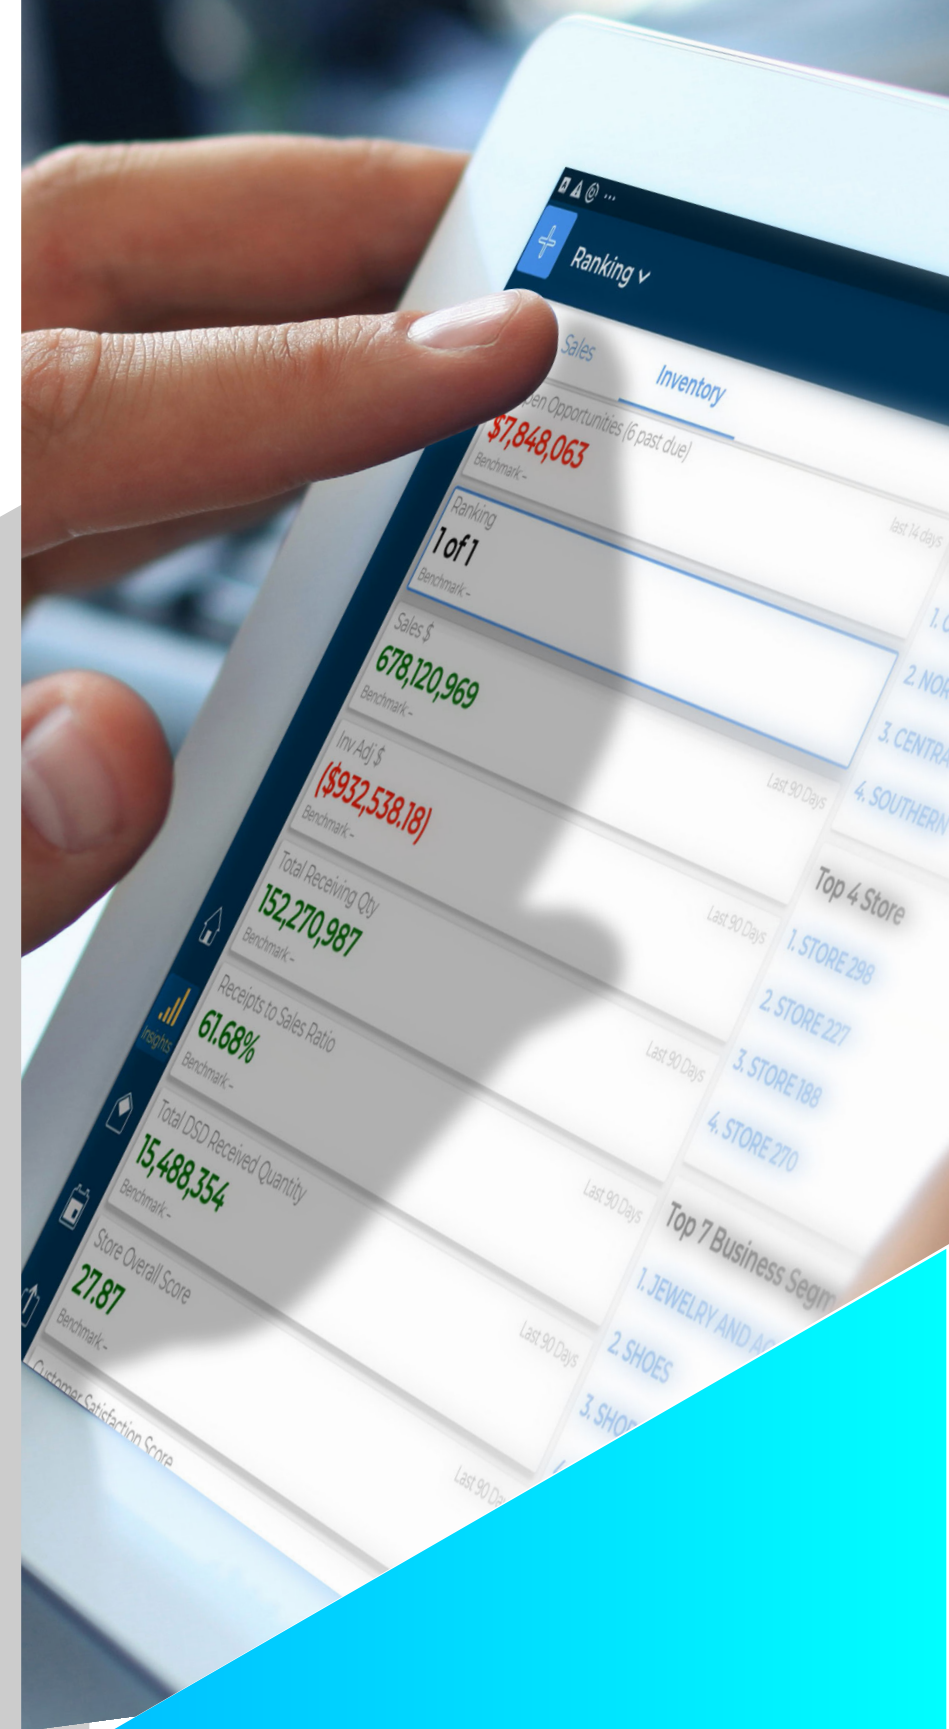 Ranking
Sales
Inventory
Opportunities (6 past due)
$7,848,063
Benchmark: -
last 14 days
Ranking
1 of 1
Benchmark: -
Sales $
678,120,969
Benchmark: -
Last 90 Days
Inv Adj $
($932,538.18)
Benchmark: -
Last 90 Days
Total Receiving Qty
152,270,987
Benchmark: -
Last 90 Days
Receipts to Sales Ratio
61.68%
Benchmark: -
Last 90 Days
Total DSD Received Quantity
15,488,354
Benchmark: -
Last 90 Days
Store Overall Score
27.87
Benchmark: -
Last 90
Customer Satisfaction Score
Insights
1.
2.
3.
4. SOUTHERN
Top 4 Store
1. STORE 298
2. STORE 227
3. STORE 188
4. STORE 270
Top 7 Business
1. JEWELRY AND
2. SHOES
3.